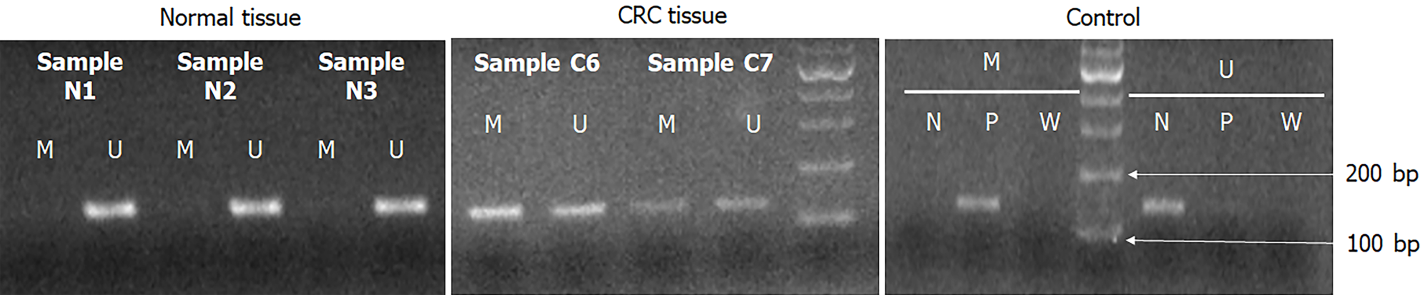 Normal tissue
Sample N1
Sample N2
Sample N3
M U M U M U
CRC tissue
Sample C6 Sample C7
M U M U
Control
M U
N P W N P W
200 bp
100 bp